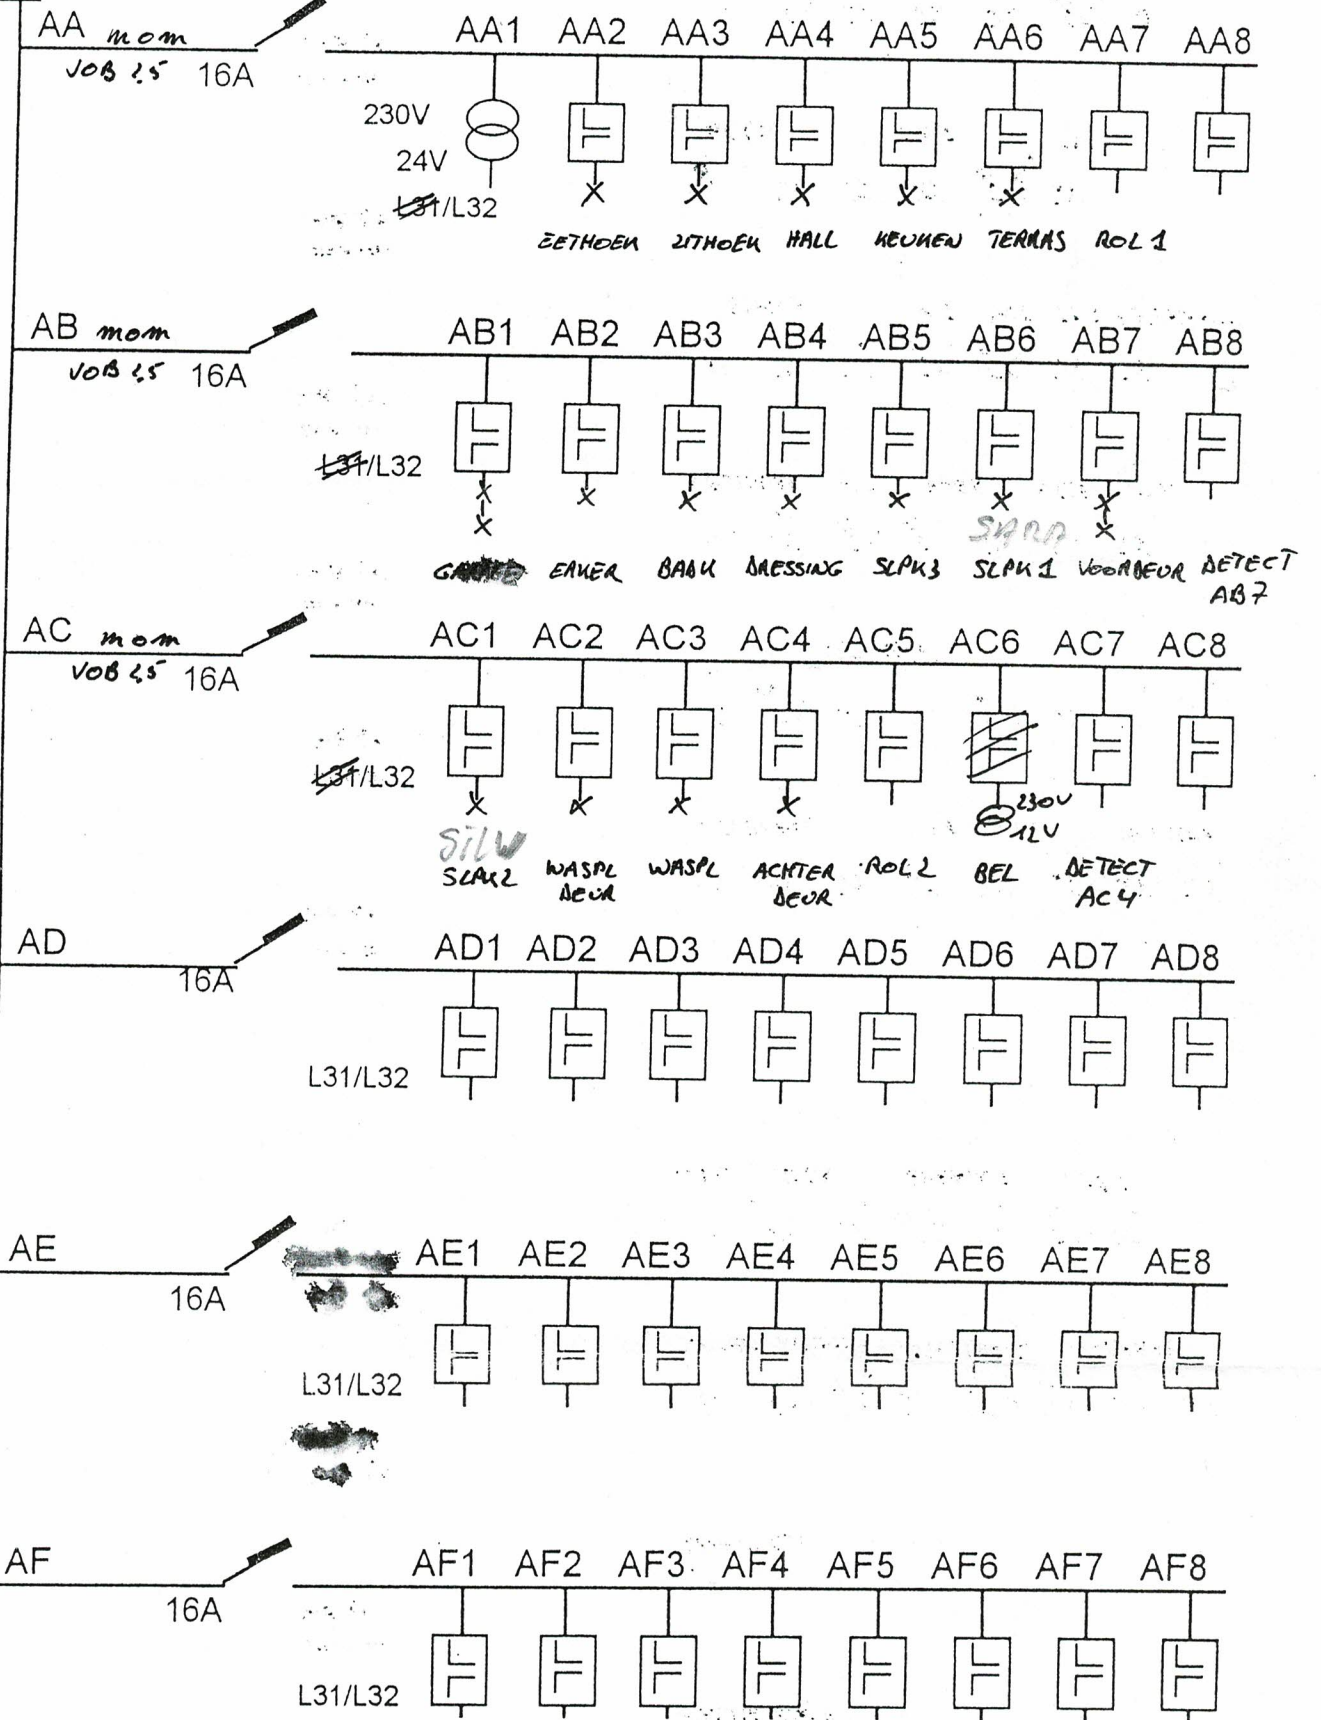 AA mom AA1 AA2 AA3 AA4 AA5 AA6 AA7 AA8
VOB 2,5 16A
230V
24V
L31/L32
EETHOEK ZITHOEK HALL KEUKEN TERRAS ROL 1
AB mom AB1 AB2 AB3 AB4 AB5 AB6 AB7 AB8
VOB 2,5 16A
L31/L32
SARA
ERKER BADK DRESSING SLPK3 SLPK1 VOORDEUR DETECT
AB7
AC mom AC1 AC2 AC3 AC4 AC5 AC6 AC7 AC8
VOB 2,5 16A
L31/L32
230V
12V
SILW
SLPK2 WASPL WASPL ACHTER ROL2 BEL DETECT
DEUR DEUR AC4
AD AD1 AD2 AD3 AD4 AD5 AD6 AD7 AD8
16A
L31/L32
AE AE1 AE2 AE3 AE4 AE5 AE6 AE7 AE8
16A
L31/L32
AF AF1 AF2 AF3 AF4 AF5 AF6 AF7 AF8
16A
L31/L32